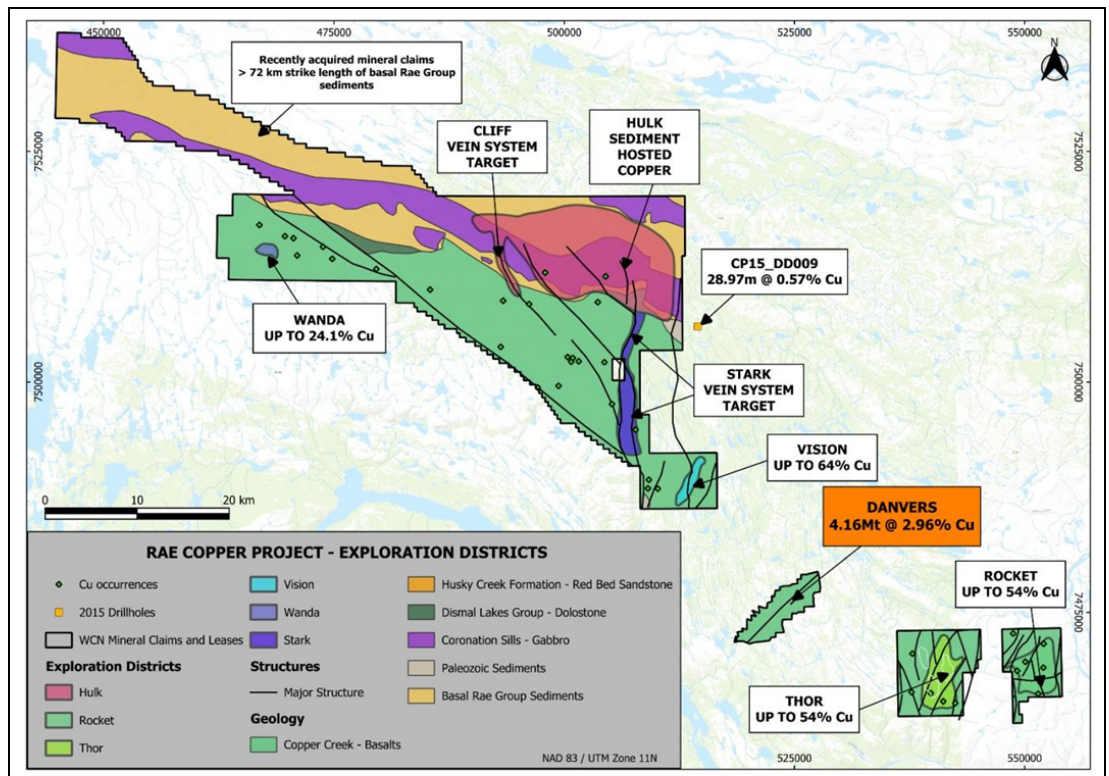 450000
475000
500000
525000
550000
N
Recently acquired mineral claims
> 72 km strike length of basal Rae Group
sediments
CLIFF
VEIN SYSTEM
TARGET
HULK
SEDIMENT
HOSTED
COPPER
7525000
7525000
CP15_DD009
28.97m @ 0.57% Cu
WANDA
UP TO 24.1% Cu
7500000
7500000
STARK
VEIN SYSTEM
TARGET
VISION
UP TO 64% Cu
0 10 20 km
DANVERS
4.16Mt @ 2.96% Cu
ROCKET
UP TO 54% Cu
7475000
THOR
UP TO 54% Cu
RAE COPPER PROJECT - EXPLORATION DISTRICTS
Cu occurrences
2015 Drillholes
WCN Mineral Claims and Leases
Exploration Districts
Hulk
Rocket
Thor
Vision
Wanda
Stark
Structures
Major Structure
Geology
Copper Creek - Basalts
Husky Creek Formation - Red Bed Sandstone
Dismal Lakes Group - Dolostone
Coronation Sills - Gabbro
Paleozoic Sediments
Basal Rae Group Sediments
NAD 83 / UTM Zone 11N
525000
550000